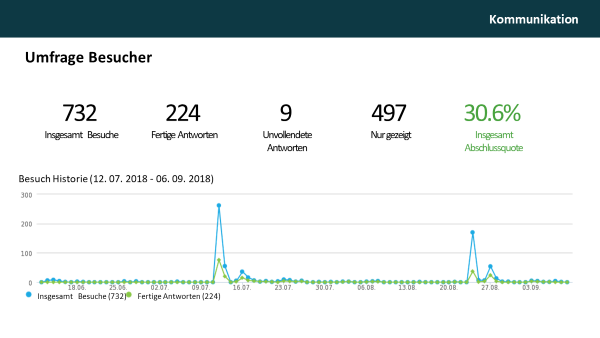 Kommunikation
Umfrage Besucher
732 224 9 497 30.6%
Insgesamt Besuche Fertige Antworten Unvollendete Antworten Nur gezeigt Insgesamt Abschlussquote
Besuch Historie (12. 07. 2018 - 06. 09. 2018)
300
200
100
0
18.06. 25.06. 02.07. 09.07. 16.07. 23.07. 30.07. 06.08. 13.08. 20.08. 27.08. 03.09.
Insgesamt Besuche (732) Fertige Antworten (224)